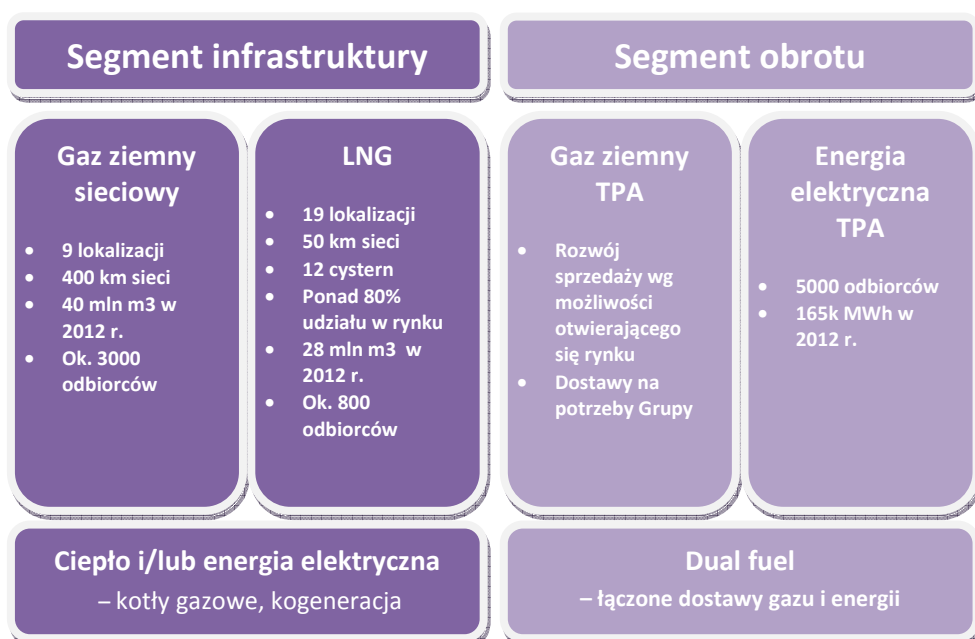 Segment infrastruktury
Segment obrotu
Gaz ziemny
sieciowy
• 9 lokalizacji
• 400 km sieci
• 40 mln m3 w
2012 r.
• Ok. 3000
odbiorców
LNG
• 19 lokalizacji
• 50 km sieci
• 12 cystern
• Ponad 80%
udziału w rynku
• 28 mln m3 w
2012 r.
• Ok. 800
odbiorców
Gaz ziemny
TPA
• Rozwój
sprzedaży wg
możliwości
otwierającego
się rynku
• Dostawy na
potrzeby Grupy
Energia
elektryczna
TPA
• 5000 odbiorców
• 165k MWh w
2012 r.
Ciepło i/lub energia elektryczna
– kotły gazowe, kogeneracja
Dual fuel
– łączone dostawy gazu i energii